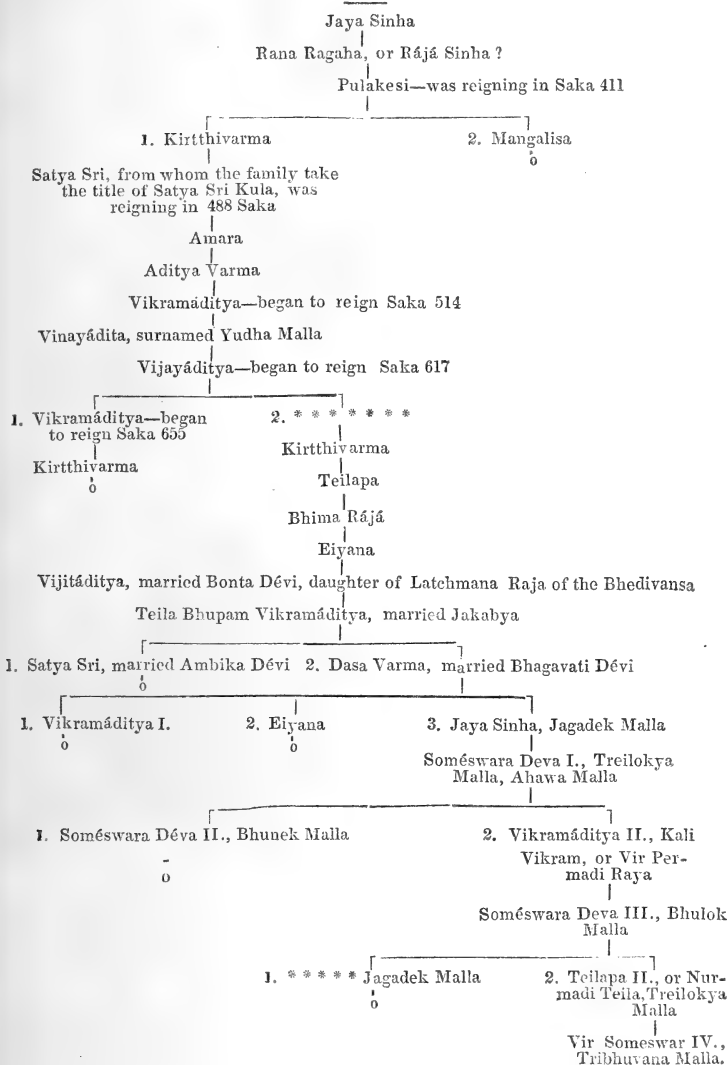 Jaya Sinha
Rana Ragaha, or Rájá Sinha ?
Pulakesi—was reigning in Saka 411
1. Kirtthivarma 2. Mangalisa
o
Satya Sri, from whom the family take
the title of Satya Sri Kula, was
reigning in 488 Saka
Amara
Aditya Varma
Vikramáditya—began to reign Saka 514
Vinayádita, surnamed Yudha Malla
Vijayáditya—began to reign Saka 617
1. Vikramáditya—began 2. * * * * * * *
to reign Saka 655
Kirtthivarma
Kirtthivarma
o
Teilapa
Bhima Rájá
Eiyana
Vijitáditya, married Bonta Dévi, daughter of Latchmana Raja of the Bhedivansa
Teila Bhupam Vikramáditya, married Jakabya
1. Satya Sri, married Ambika Dévi 2. Dasa Varma, married Bhagavati Dévi
o
1. Vikramáditya I. 2. Eiyana 3. Jaya Sinha, Jagadek Malla
o o
Soméswara Deva I., Treilokya
Malla, Ahawa Malla
1. Soméswara Déva II., Bhunek Malla 2. Vikramáditya II., Kali
Vikram, or Vir Per-
madi Raya
o
Soméswara Deva III., Bhulok
Malla
1. * * * * * Jagadek Malla 2. Teilapa II., or Nur-
madi Teila, Treilokya
o
Malla
Vir Someswar IV.,
Tribhuvana Malla.